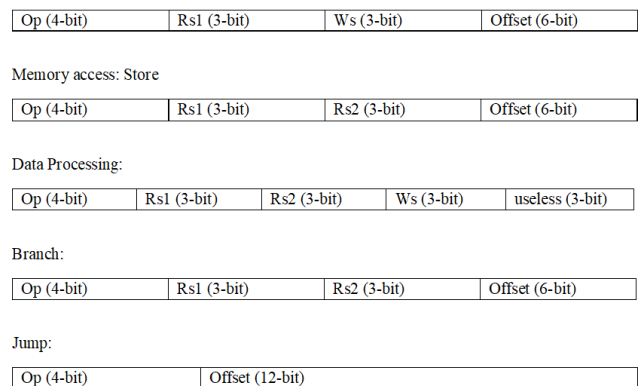 Op (4-bit) Rs1 (3-bit) Ws (3-bit) Offset (6-bit)
Memory access: Store
Op (4-bit) Rs1 (3-bit) Rs2 (3-bit) Offset (6-bit)
Data Processing:
Op (4-bit) Rs1 (3-bit) Rs2 (3-bit) Ws (3-bit) useless (3-bit)
Branch:
Op (4-bit) Rs1 (3-bit) Rs2 (3-bit) Offset (6-bit)
Jump:
Op (4-bit) Offset (12-bit)